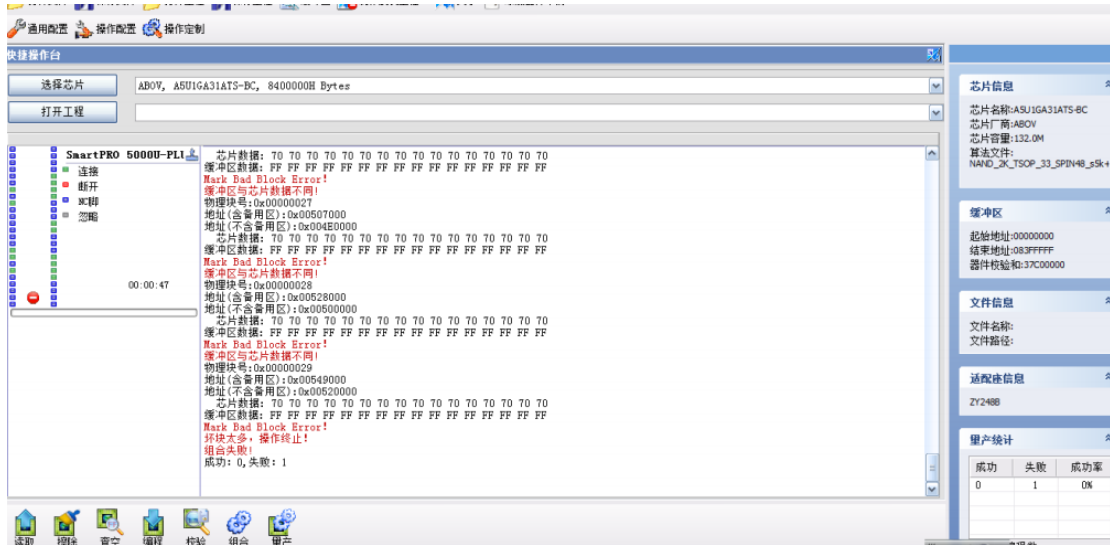 通用配置 操作配置 操作定制
快捷操作台
选择芯片 ABOV, A5U1GA31ATS-BC, 8400000H Bytes
打开工程
SmartPRO 5000U-PL1
连接
断开
NC脚
忽略
00:00:47
芯片数据: 70 70 70 70 70 70 70 70 70 70 70 70 70 70 70 70
缓冲区数据: FF FF FF FF FF FF FF FF FF FF FF FF FF FF FF FF
Mark Bad Block Error!
缓冲区与芯片数据不同!
物理块号:0x00000027
地址(含备用区):0x00507000
地址(不含备用区):0x004E0000
芯片数据: 70 70 70 70 70 70 70 70 70 70 70 70 70 70 70 70
缓冲区数据: FF FF FF FF FF FF FF FF FF FF FF FF FF FF FF FF
Mark Bad Block Error!
缓冲区与芯片数据不同!
物理块号:0x00000028
地址(含备用区):0x00528000
地址(不含备用区):0x00500000
芯片数据: 70 70 70 70 70 70 70 70 70 70 70 70 70 70 70 70
缓冲区数据: FF FF FF FF FF FF FF FF FF FF FF FF FF FF FF FF
Mark Bad Block Error!
缓冲区与芯片数据不同!
物理块号:0x00000029
地址(含备用区):0x00549000
地址(不含备用区):0x00520000
芯片数据: 70 70 70 70 70 70 70 70 70 70 70 70 70 70 70 70
缓冲区数据: FF FF FF FF FF FF FF FF FF FF FF FF FF FF FF FF
Mark Bad Block Error!
坏块太多，操作终止!
组合失败!
成功: 0,失败: 1
读取 擦除 查空 编程 校验 组合 量产
芯片信息
芯片名称:A5U1GA31ATS-BC
芯片厂商:ABOV
芯片容量:132.0M
算法文件:
NAND_2K_TSOP_33_SPIN48_s5k+
缓冲区
起始地址:00000000
结束地址:083FFFFF
器件校验和:37C00000
文件信息
文件名称:
文件路径:
适配座信息
ZY248B
量产统计
成功 失败 成功率
0 1 0%